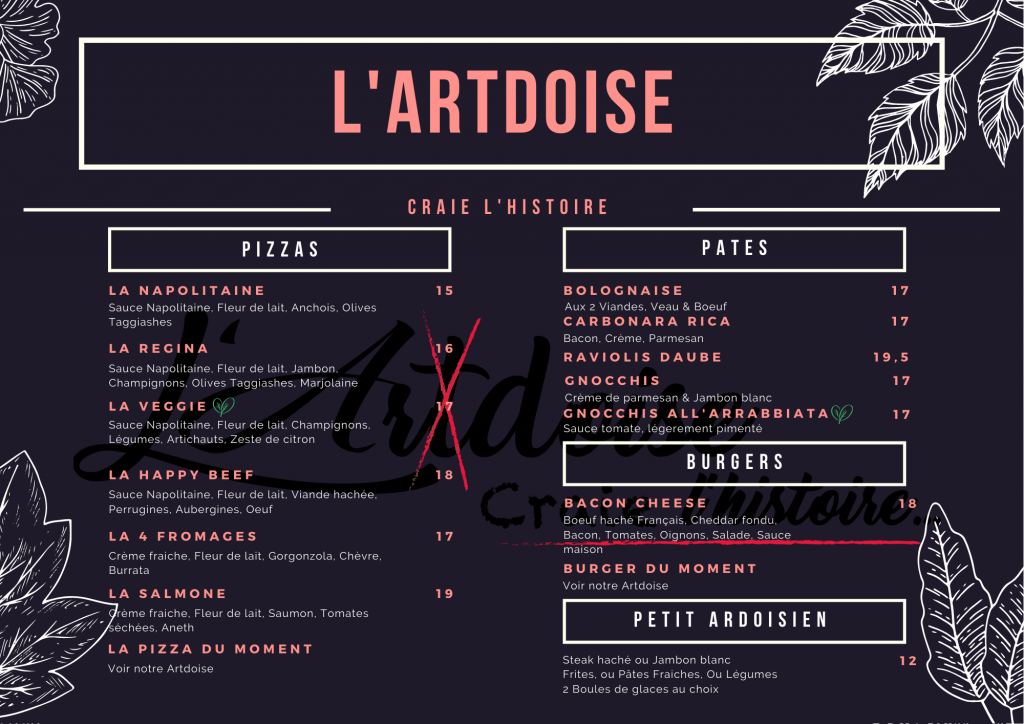 L'ARTDOISE
CRAIE L'HISTOIRE
PIZZAS
LA NAPOLITAINE 15
Sauce Napolitaine, Fleur de lait, Anchois, Olives
Taggiashes
LA REGINA 16
Sauce Napolitaine, Fleur de lait, Jambon,
Champignons, Olives Taggiashes, Marjolaine
LA VEGGIE 17
Sauce Napolitaine, Fleur de lait, Champignons,
Légumes, Artichauts, Zeste de citron
LA HAPPY BEEF 18
Sauce Napolitaine, Fleur de lait, Viande hachée,
Perrugines, Aubergines, Oeuf
LA 4 FROMAGES 17
Crème fraiche, Fleur de lait, Gorgonzola, Chèvre,
Burrata
LA SALMONE 19
Crème fraiche, Fleur de lait, Saumon, Tomates
séchées, Aneth
LA PIZZA DU MOMENT
Voir notre Artdoise
PATES
BOLOGNAISE 17
Aux 2 Viandes, Veau & Boeuf
CARBONARA RICA 17
Bacon, Crème, Parmesan
RAVIOLIS DAUBE 19,5
GNOCCHIS 17
Crème de parmesan & Jambon blanc
GNOCCHIS ALL'ARRABBIATA 17
Sauce tomate, légerement pimenté
BURGERS
BACON CHEESE 18
Boeuf haché Français, Cheddar fondu,
Bacon, Tomates, Oignons, Salade, Sauce
maison
BURGER DU MOMENT
Voir notre Artdoise
PETIT ARDOISIEN
Steak haché ou Jambon blanc 12
Frites, ou Pâtes Fraiches, Ou Légumes
2 Boules de glaces au choix
L'Artdoise
Craie l'histoire.